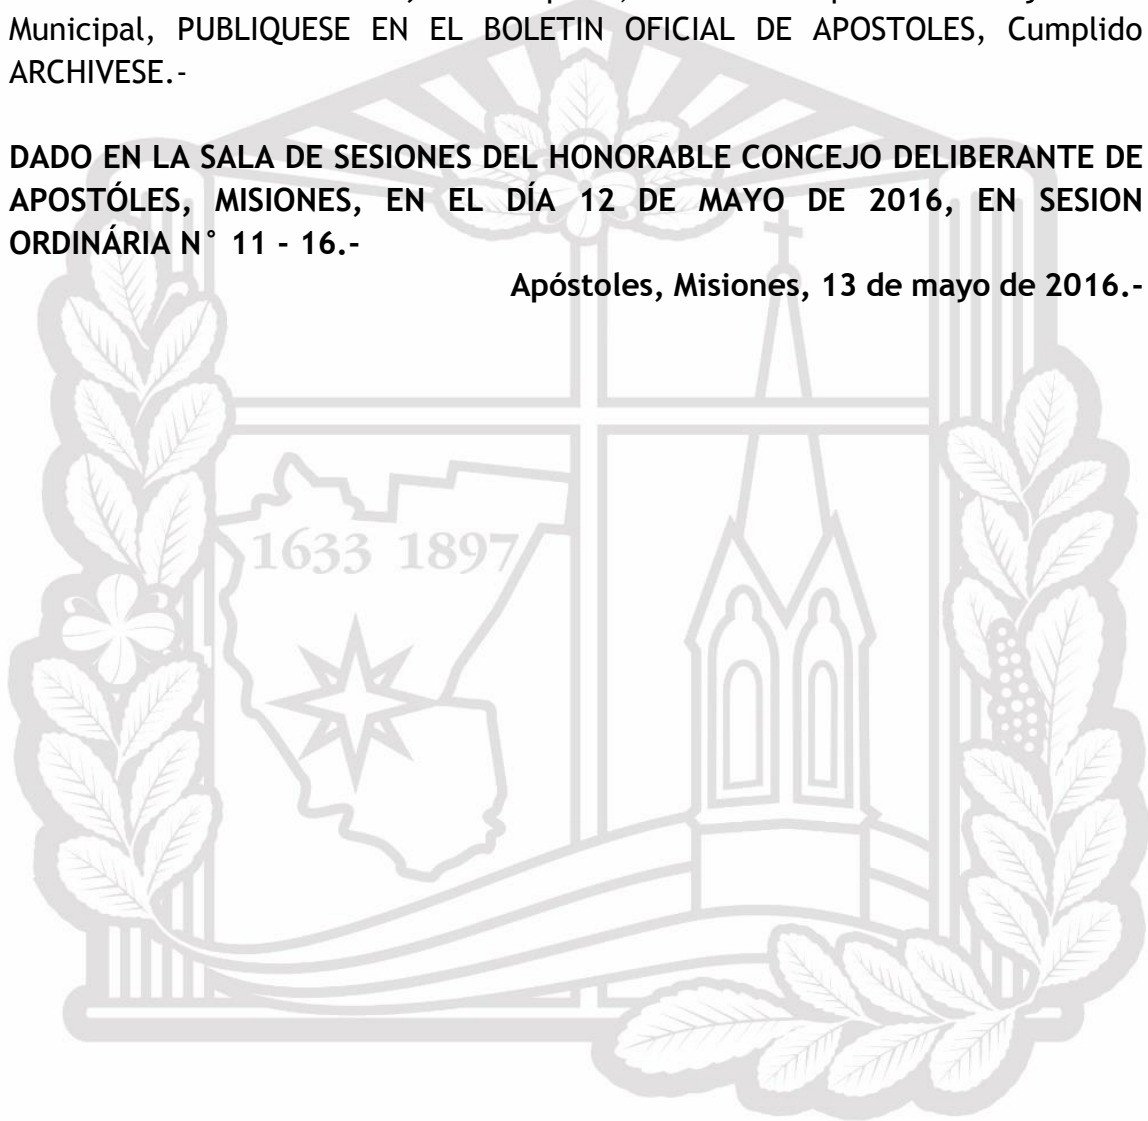 Municipal, PUBLIQUESE EN EL BOLETIN OFICIAL DE APOSTOLES, Cumplido
ARCHIVESE.-
DADO EN LA SALA DE SESIONES DEL HONORABLE CONCEJO DELIBERANTE DE
APOSTÓLES, MISIONES, EN EL DÍA 12 DE MAYO DE 2016, EN SESION
ORDINÁRIA N° 11 - 16.-
Apóstoles, Misiones, 13 de mayo de 2016.-
1633 1897